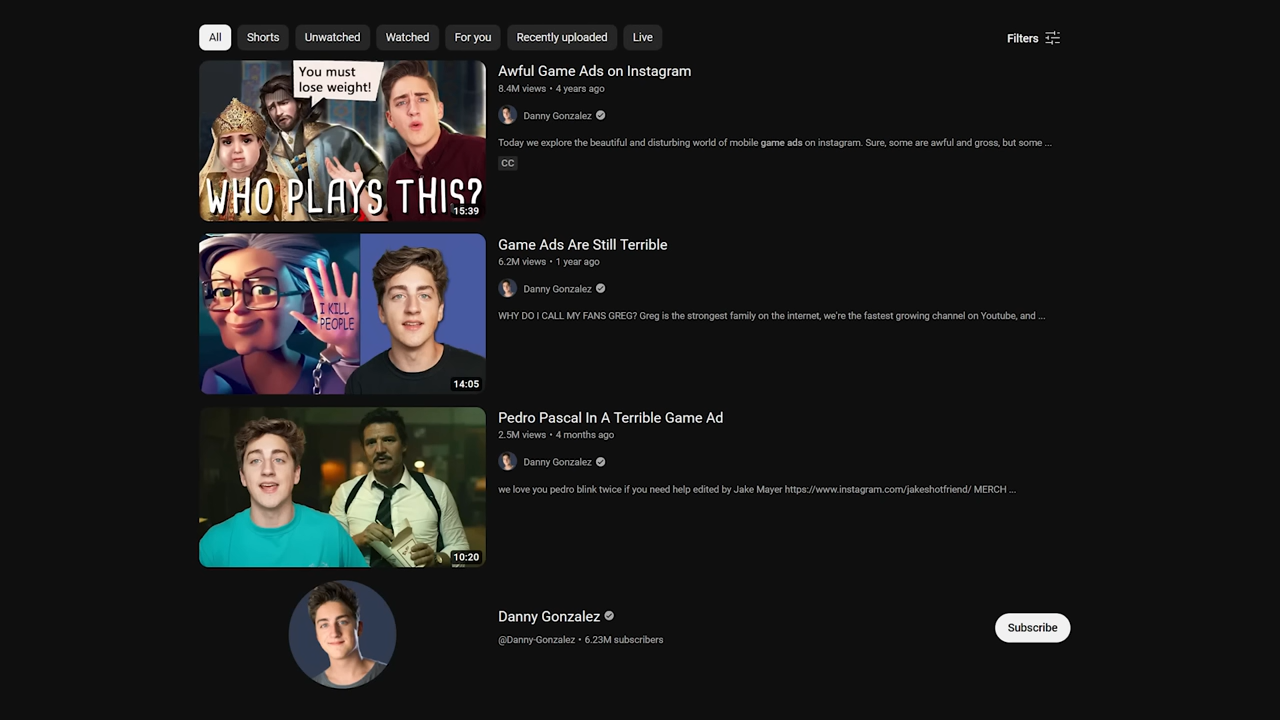 All
Shorts
Unwatched
Watched
For you
Recently uploaded
Live
Filters
You must
lose weight!
WHO PLAYS THIS?
15:39
Awful Game Ads on Instagram
8.4M views • 4 years ago
Danny Gonzalez
Today we explore the beautiful and disturbing world of mobile game ads on instagram. Sure, some are awful and gross, but some ...
CC
I KILL
PEOPLE
14:05
Game Ads Are Still Terrible
6.2M views • 1 year ago
Danny Gonzalez
WHY DO I CALL MY FANS GREG? Greg is the strongest family on the internet, we're the fastest growing channel on Youtube, and ...
10:20
Pedro Pascal In A Terrible Game Ad
2.5M views • 4 months ago
Danny Gonzalez
we love you pedro blink twice if you need help edited by Jake Mayer https://www.instagram.com/jakeshotfriend/ MERCH ...
Danny Gonzalez
@Danny-Gonzalez • 6.23M subscribers
Subscribe